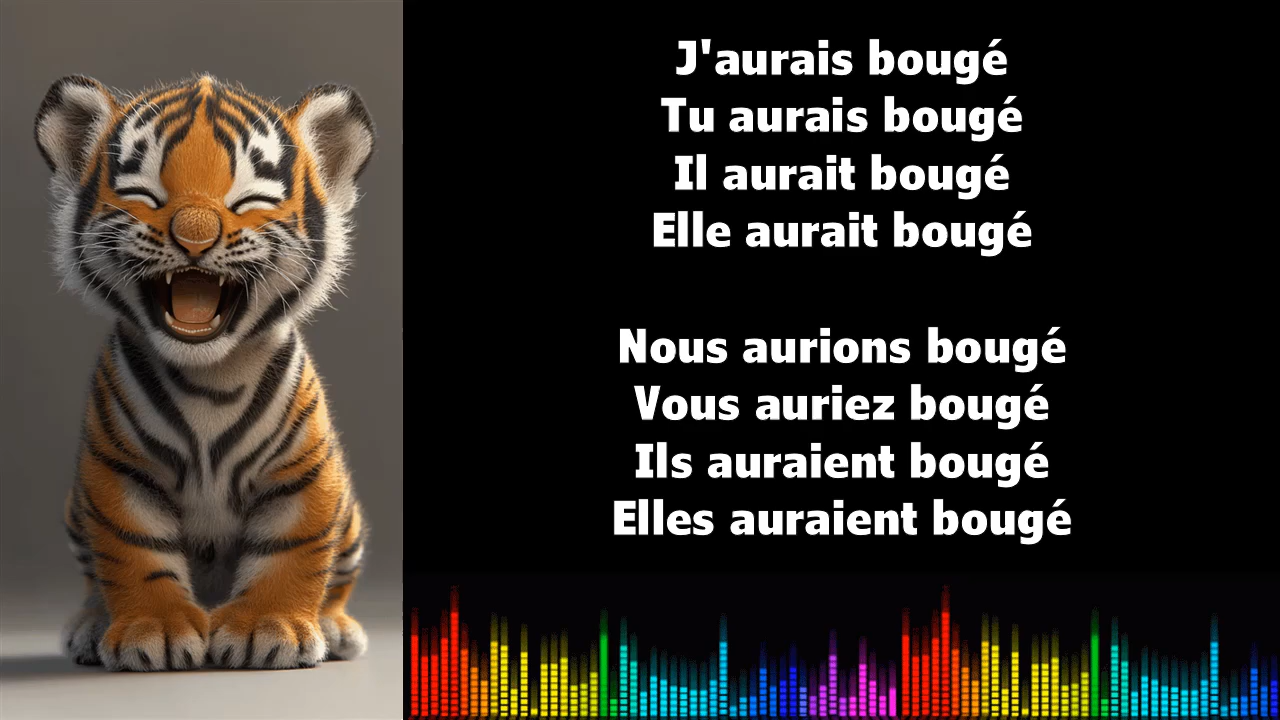 J'aurais bougé
Tu aurais bougé
Il aurait bougé
Elle aurait bougé
Nous aurions bougé
Vous auriez bougé
Ils auraient bougé
Elles auraient bougé